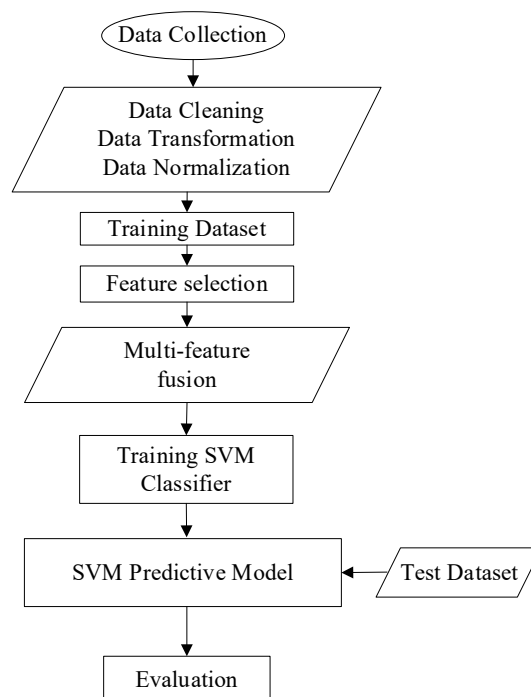 Data Collection
Data Cleaning
Data Transformation
Data Normalization
Training Dataset
Feature selection
Multi-feature
fusion
Training SVM
Classifier
SVM Predictive Model
Test Dataset
Evaluation